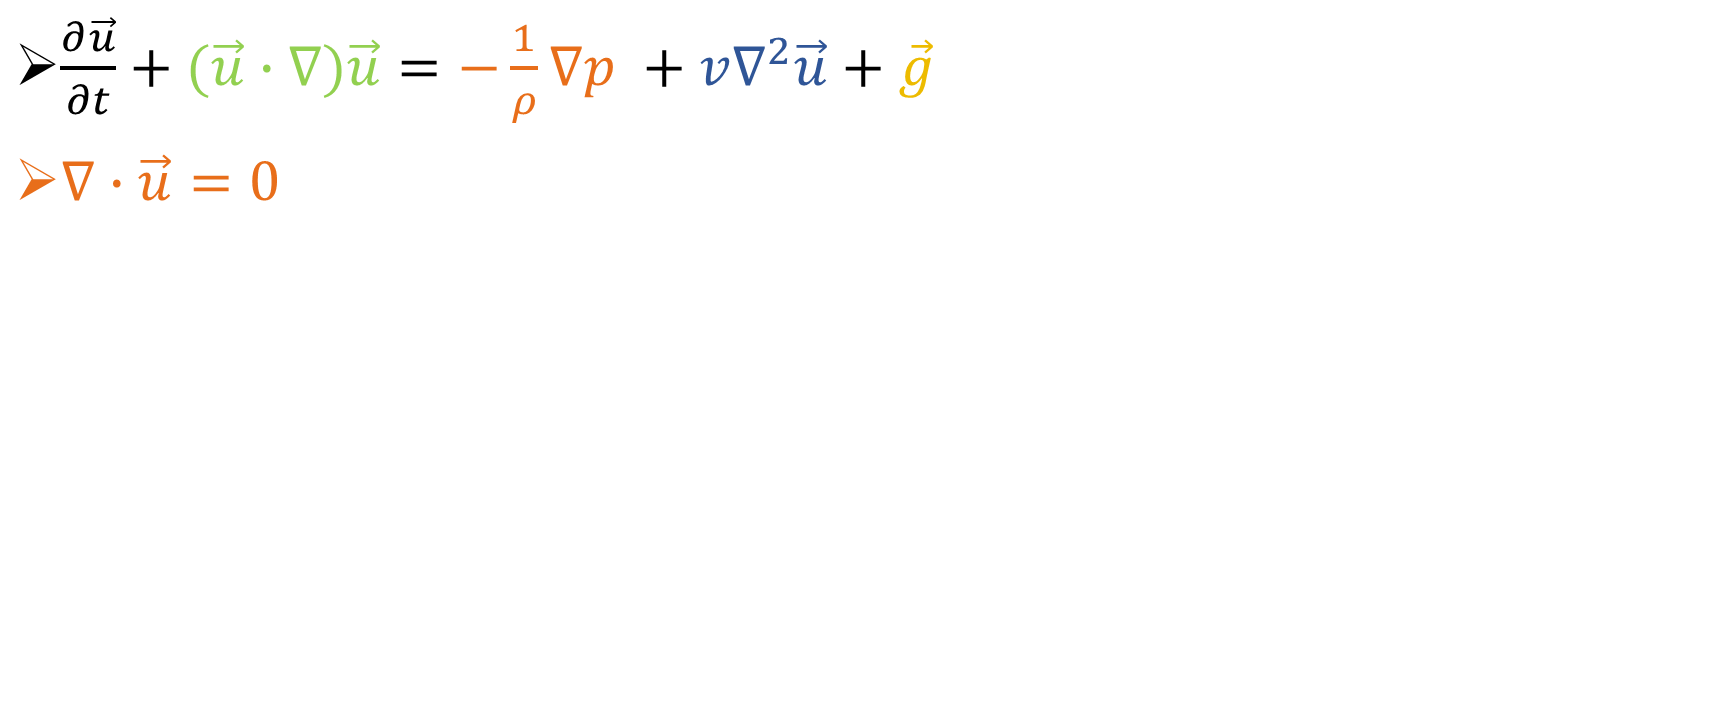 ➢ ∂u⃗/∂t + (u⃗ · ∇)u⃗ = −1/ρ ∇p + ν∇²u⃗ + g⃗
➢ ∇ · u⃗ = 0